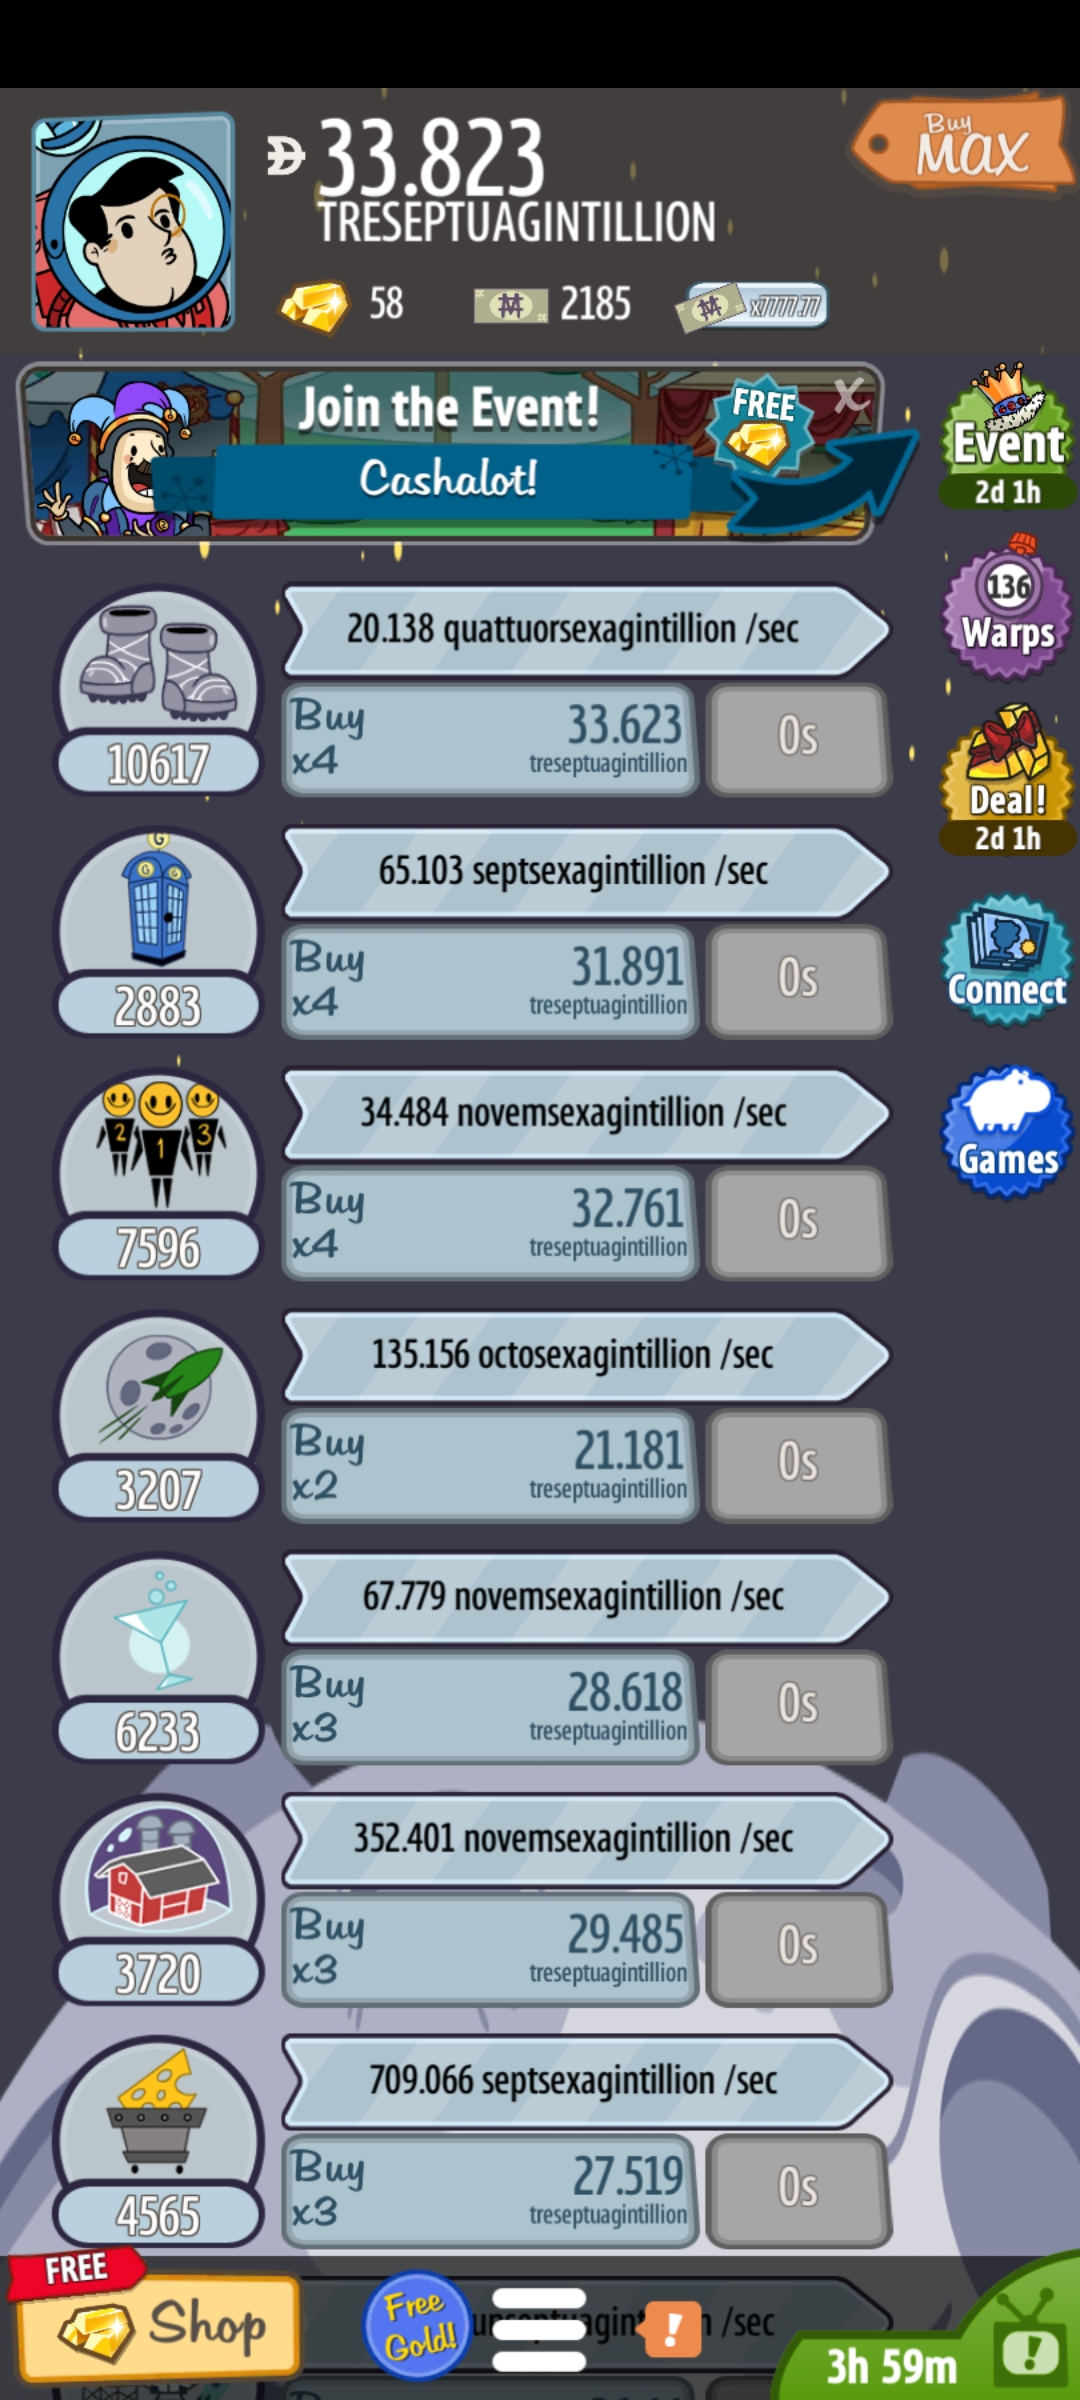 33.823
TRESEPTUAGINTILLION
Buy
MAX
58
2185
x7777.77
Join the Event!
Cashalot!
FREE
X
Event
2d 1h
136
Warps
Deal!
2d 1h
Connect
Games
20.138 quattuorsexagintillion /sec
10617
Buy
x4
33.623
treseptuagintillion
0s
G
G G
65.103 septsexagintillion /sec
2883
Buy
x4
31.891
treseptuagintillion
0s
2 1 3
34.484 novemsexagintillion /sec
7596
Buy
x4
32.761
treseptuagintillion
0s
135.156 octosexagintillion /sec
3207
Buy
x2
21.181
treseptuagintillion
0s
67.779 novemsexagintillion /sec
6233
Buy
x3
28.618
treseptuagintillion
0s
352.401 novemsexagintillion /sec
3720
Buy
x3
29.485
treseptuagintillion
0s
709.066 septsexagintillion /sec
4565
Buy
x3
27.519
treseptuagintillion
0s
FREE
Shop
Free
Gold!
/sec
!
3h 59m
!